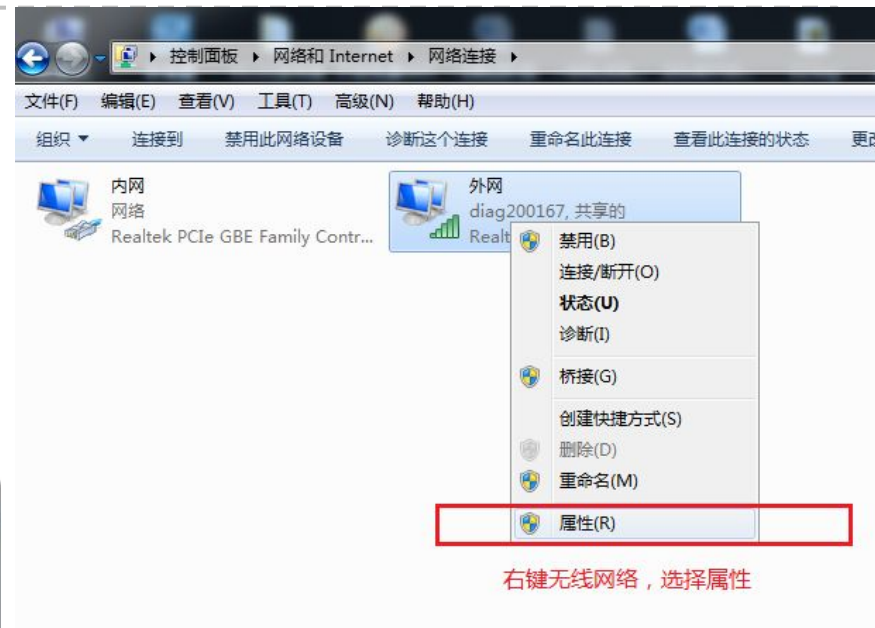 控制面板 ▸ 网络和 Internet ▸ 网络连接 ▸
文件(F) 编辑(E) 查看(V) 工具(T) 高级(N) 帮助(H)
组织 ▼ 连接到 禁用此网络设备 诊断这个连接 重命名此连接 查看此连接的状态
内网
网络
Realtek PCIe GBE Family Contr...
外网
diag200167, 共享的
Realt
禁用(B)
连接/断开(O)
状态(U)
诊断(I)
桥接(G)
创建快捷方式(S)
删除(D)
重命名(M)
属性(R)
右键无线网络，选择属性